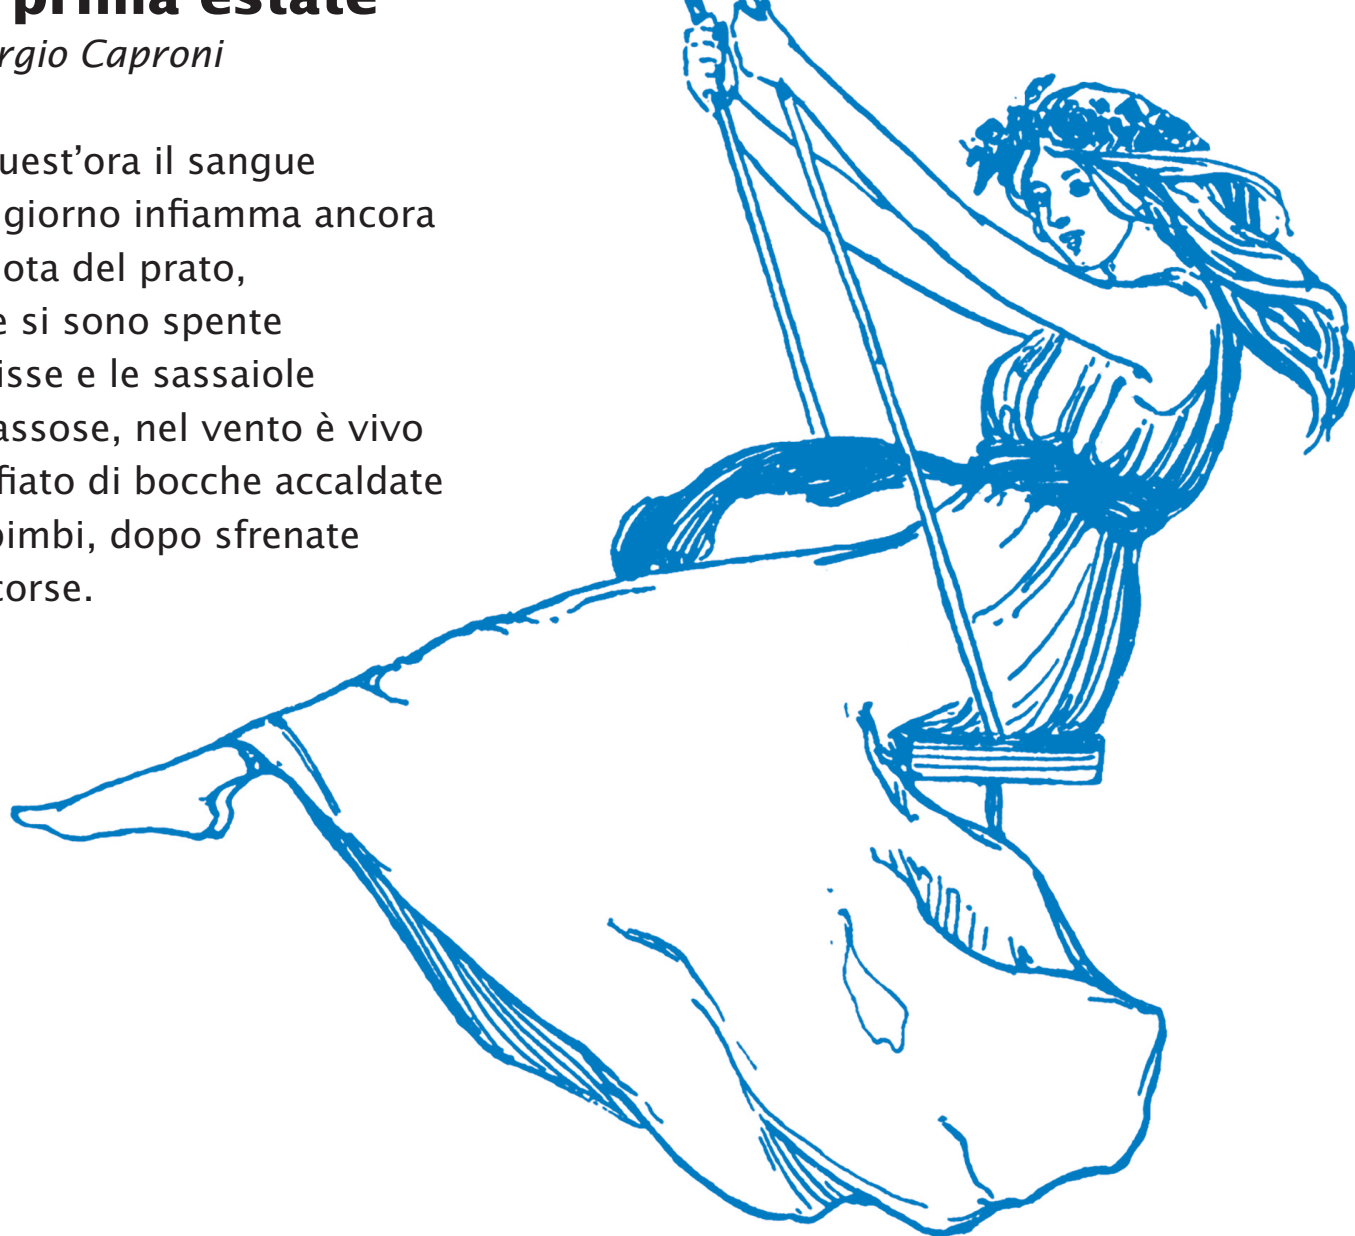 prima estate
rgio Caproni
uest’ora il sangue
giorno infiamma ancora
ota del prato,
e si sono spente
isse e le sassaiole
assose, nel vento è vivo
fiato di bocche accaldate
bimbi, dopo sfrenate
corse.